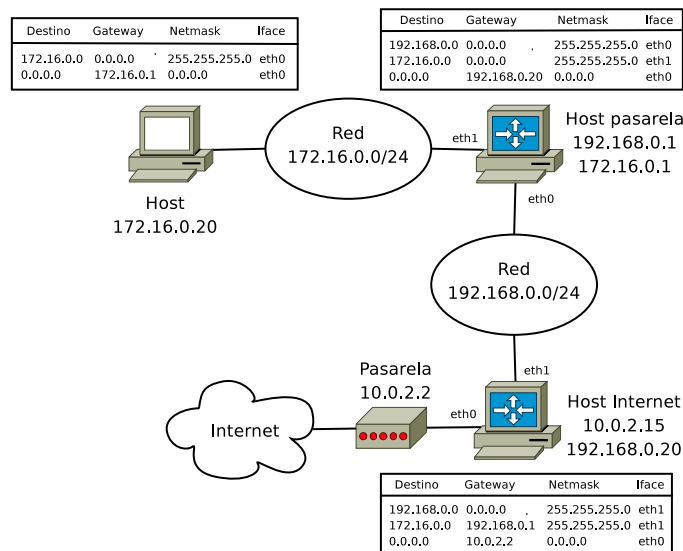 Destino Gateway Netmask Iface
172.16.0.0 0.0.0.0 255.255.255.0 eth0
0.0.0.0 172.16.0.1 0.0.0.0 eth0
Destino Gateway Netmask Iface
192.168.0.0 0.0.0.0 255.255.255.0 eth0
172.16.0.0 0.0.0.0 255.255.255.0 eth1
0.0.0.0 192.168.0.20 0.0.0.0 eth0
Red
172.16.0.0/24
eth1
Host pasarela
192.168.0.1
172.16.0.1
eth0
Host
172.16.0.20
Red
192.168.0.0/24
eth1
Pasarela
10.0.2.2
eth0
Internet
Host Internet
10.0.2.15
192.168.0.20
Destino Gateway Netmask Iface
192.168.0.0 0.0.0.0 255.255.255.0 eth1
172.16.0.0 192.168.0.1 255.255.255.0 eth1
0.0.0.0 10.0.2.2 0.0.0.0 eth0